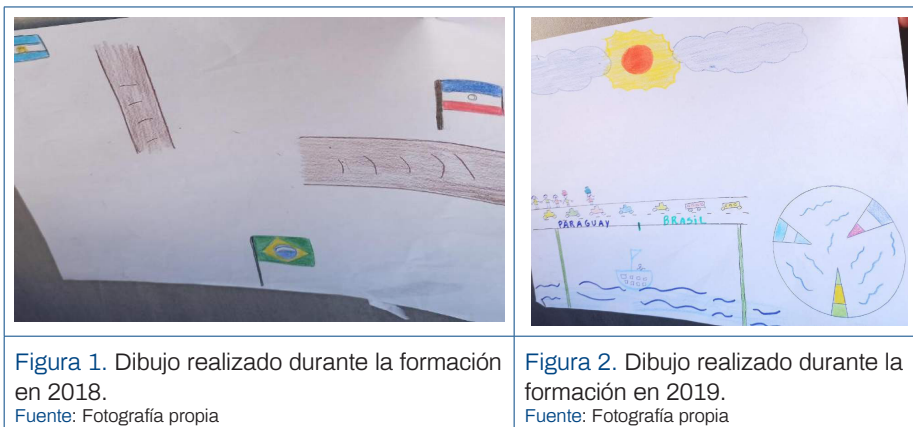 PARAGUAY BRASIL
Figura 1. Dibujo realizado durante la formación
en 2018.
Fuente: Fotografía propia
Figura 2. Dibujo realizado durante la
formación en 2019.
Fuente: Fotografía propia